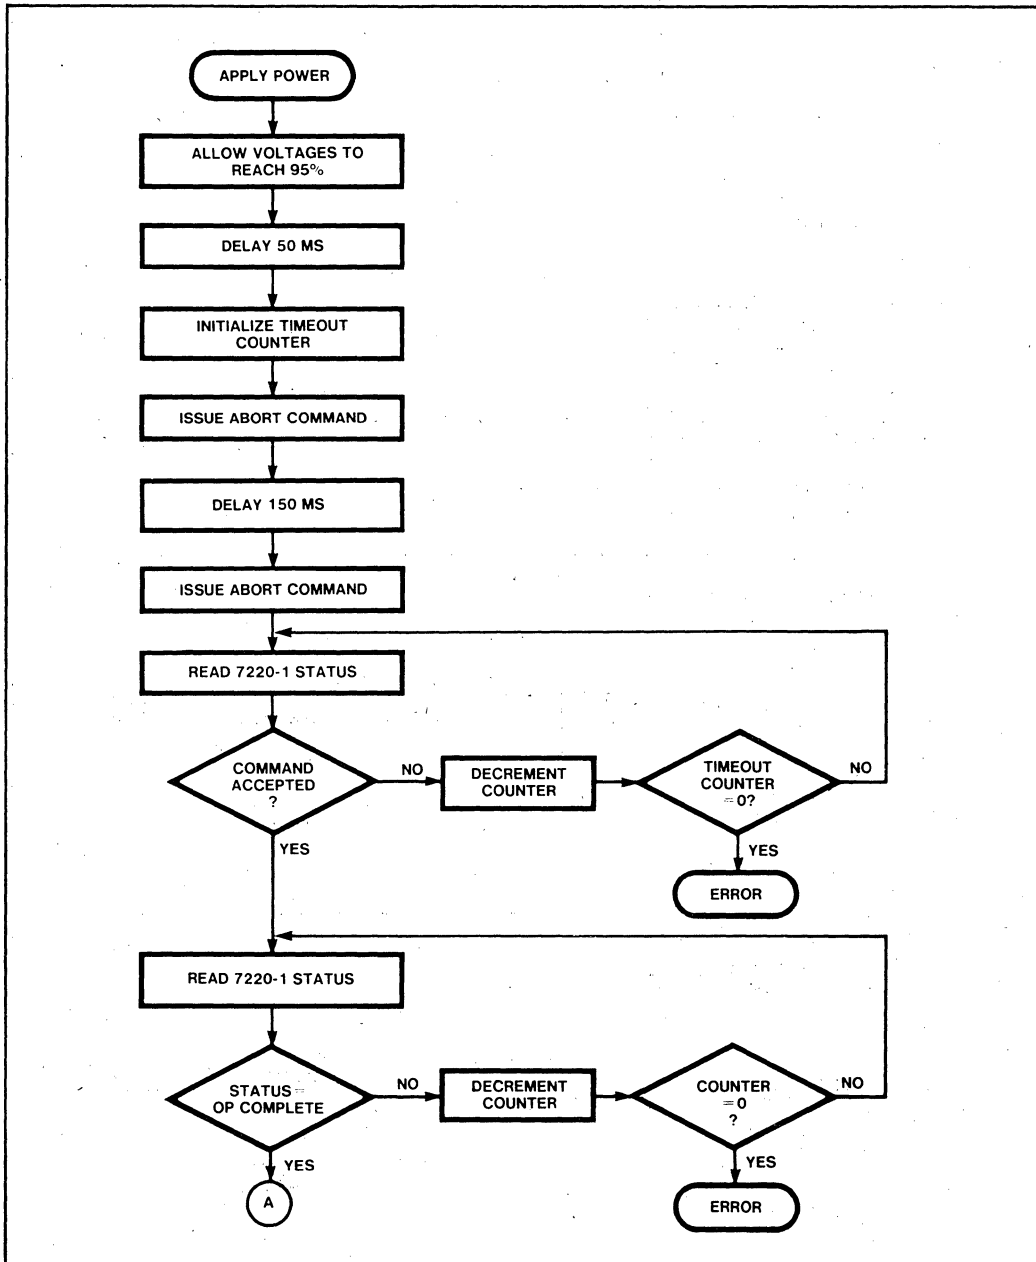 APPLY POWER
ALLOW VOLTAGES TO
REACH 95%
DELAY 50 MS
INITIALIZE TIMEOUT
COUNTER
ISSUE ABORT COMMAND
DELAY 150 MS
ISSUE ABORT COMMAND
READ 7220-1 STATUS
COMMAND
ACCEPTED
?
NO
DECREMENT
COUNTER
TIMEOUT
COUNTER
=0?
NO
YES
YES
ERROR
READ 7220-1 STATUS
STATUS=
OP COMPLETE
NO
DECREMENT
COUNTER
COUNTER
=0
?
NO
YES
YES
A
ERROR